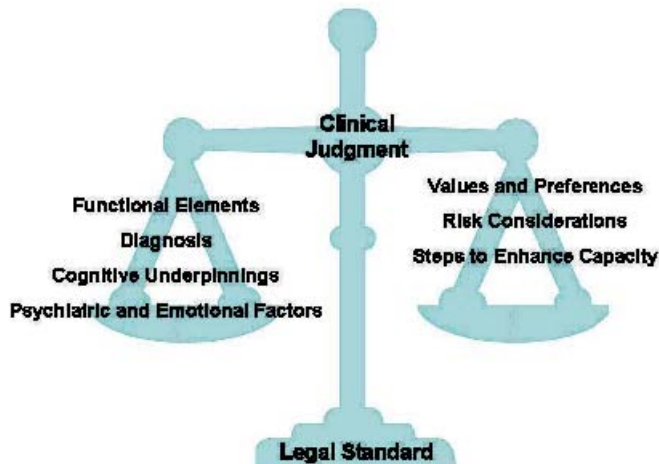 Clinical
Judgment
Functional Elements
Diagnosis
Cognitive Underpinnings
Psychiatric and Emotional Factors
Values and Preferences
Risk Considerations
Steps to Enhance Capacity
Legal Standard